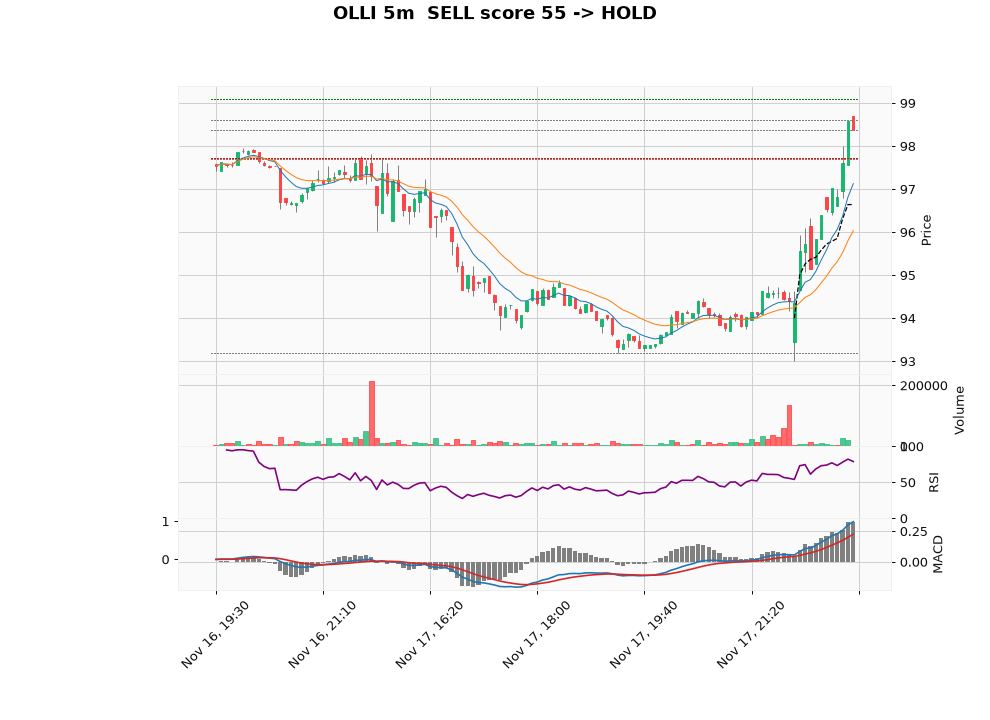 OLLI 5m  SELL score 55 -> HOLD
99
98
97
96
95
94
93
Price
200000
0
Volume
100
50
0
RSI
1
0
0.25
0.00
MACD
Nov 16, 19:30
Nov 16, 21:10
Nov 17, 16:20
Nov 17, 18:00
Nov 17, 19:40
Nov 17, 21:20